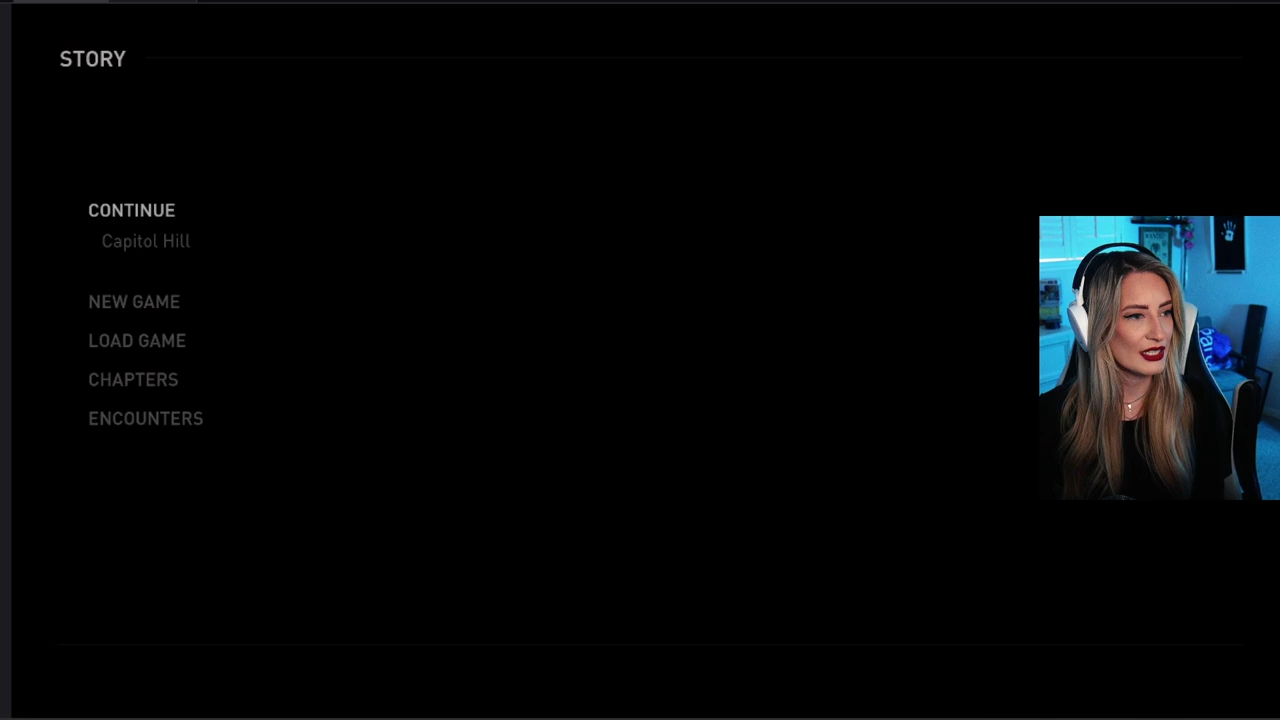 STORY
CONTINUE
Capitol Hill
NEW GAME
LOAD GAME
CHAPTERS
ENCOUNTERS